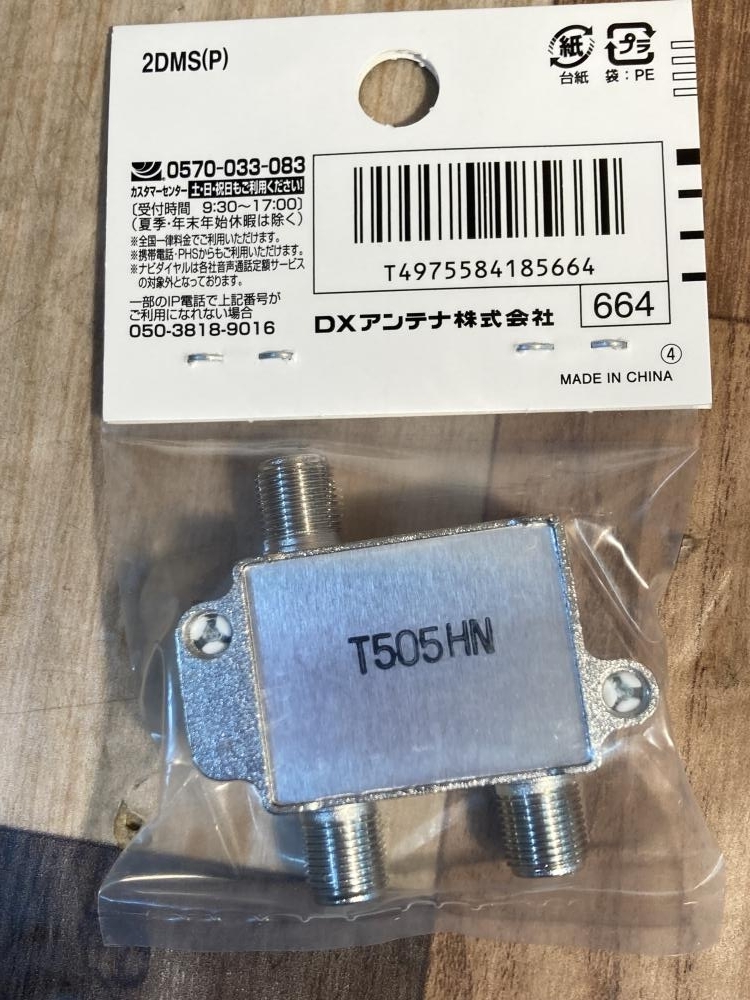 2DMS(P)
紙
プラ
台紙 袋:PE
0570-033-083
カスタマーセンター 土・日・祝日もご利用ください!
〔受付時間 9:30～17:00〕
(夏季・年末年始休暇は除く)
※全国一律料金でご利用いただけます。
※携帯電話・PHSからもご利用いただけます。
※ナビダイヤルは各社音声通話定額サービス
の対象外となっております。
一部のIP電話で上記番号が
ご利用になれない場合
050-3818-9016
T4975584185664
DXアンテナ株式会社
664
④
MADE IN CHINA
T505HN